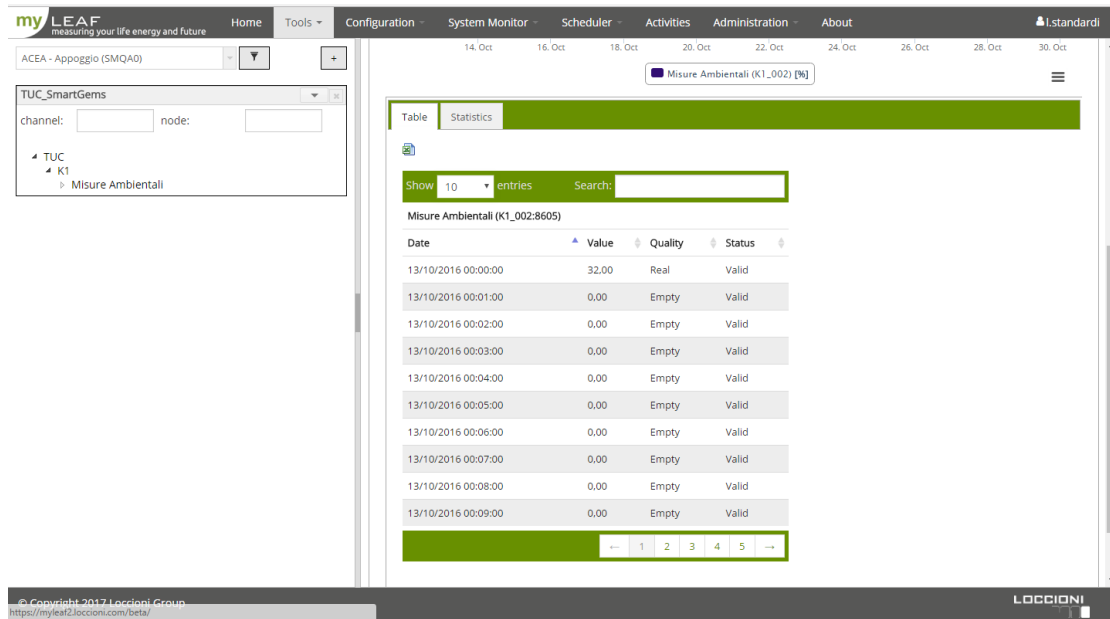 my LEAF
measuring your life energy and future
Home Tools Configuration System Monitor Scheduler Activities Administration About
l.standardi
ACEA - Appoggio (SMQA0) +
TUC_SmartGems
channel: node:
TUC
K1
Misure Ambientali
14. Oct 16. Oct 18. Oct 20. Oct 22. Oct 24. Oct 26. Oct 28. Oct 30. Oct
Misure Ambientali (K1_002) [%]
Table Statistics
Show 10 entries Search:
Misure Ambientali (K1_002:8605)
Date Value Quality Status
13/10/2016 00:00:00 32,00 Real Valid
13/10/2016 00:01:00 0,00 Empty Valid
13/10/2016 00:02:00 0,00 Empty Valid
13/10/2016 00:03:00 0,00 Empty Valid
13/10/2016 00:04:00 0,00 Empty Valid
13/10/2016 00:05:00 0,00 Empty Valid
13/10/2016 00:06:00 0,00 Empty Valid
13/10/2016 00:07:00 0,00 Empty Valid
13/10/2016 00:08:00 0,00 Empty Valid
13/10/2016 00:09:00 0,00 Empty Valid
← 1 2 3 4 5 →
© Copyright 2017 Loccioni Group
https://myleaf2.loccioni.com/beta/
LOCCIONI